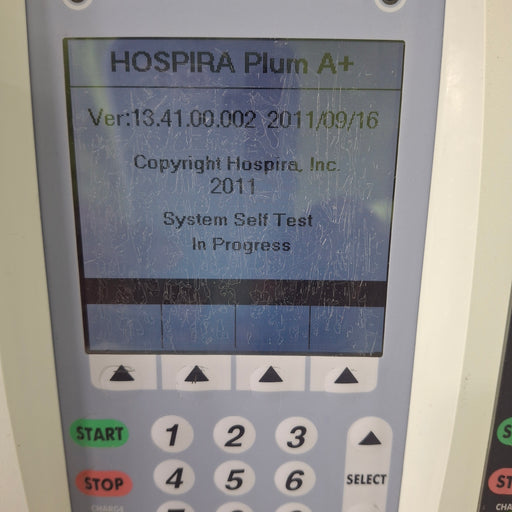 HOSPIRA Plum A+
Ver:13.41.00.002 2011/09/16
Copyright Hospira, Inc.
2011
System Self Test
In Progress
START 1 2 3
STOP 4 5 6 SELECT
CHARGE